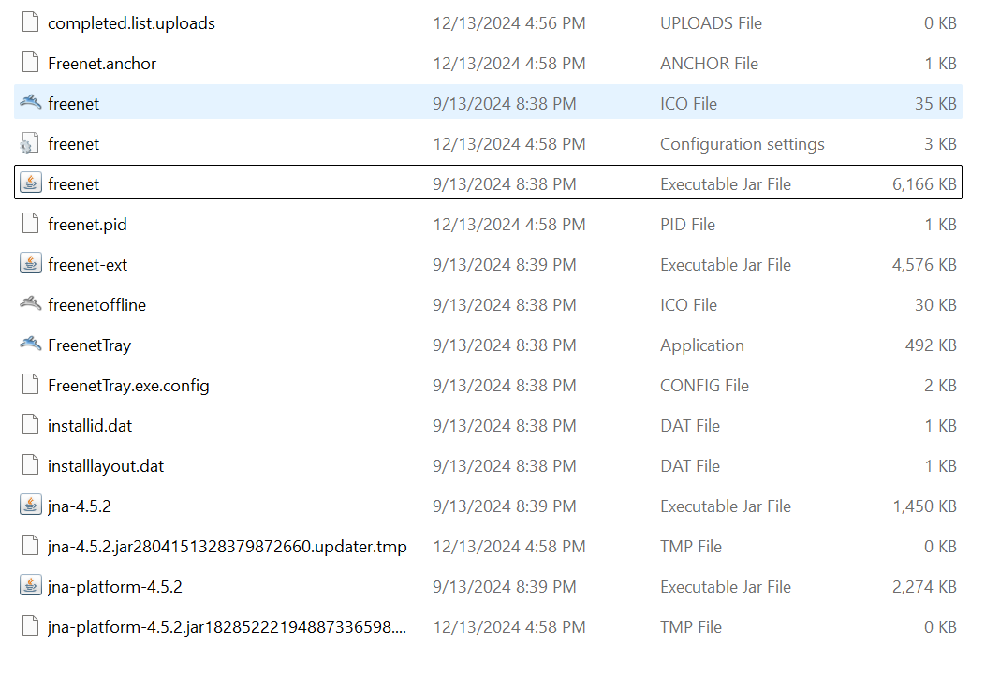 completed.list.uploads 12/13/2024 4:56 PM UPLOADS File 0 KB
Freenet.anchor 12/13/2024 4:58 PM ANCHOR File 1 KB
freenet 9/13/2024 8:38 PM ICO File 35 KB
freenet 12/13/2024 4:58 PM Configuration settings 3 KB
freenet 9/13/2024 8:38 PM Executable Jar File 6,166 KB
freenet.pid 12/13/2024 4:58 PM PID File 1 KB
freenet-ext 9/13/2024 8:39 PM Executable Jar File 4,576 KB
freenetoffline 9/13/2024 8:38 PM ICO File 30 KB
FreenetTray 9/13/2024 8:38 PM Application 492 KB
FreenetTray.exe.config 9/13/2024 8:38 PM CONFIG File 2 KB
installid.dat 9/13/2024 8:38 PM DAT File 1 KB
installlayout.dat 9/13/2024 8:38 PM DAT File 1 KB
jna-4.5.2 9/13/2024 8:39 PM Executable Jar File 1,450 KB
jna-4.5.2.jar2804151328379872660.updater.tmp 12/13/2024 4:58 PM TMP File 0 KB
jna-platform-4.5.2 9/13/2024 8:39 PM Executable Jar File 2,274 KB
jna-platform-4.5.2.jar18285222194887336598.... 12/13/2024 4:58 PM TMP File 0 KB